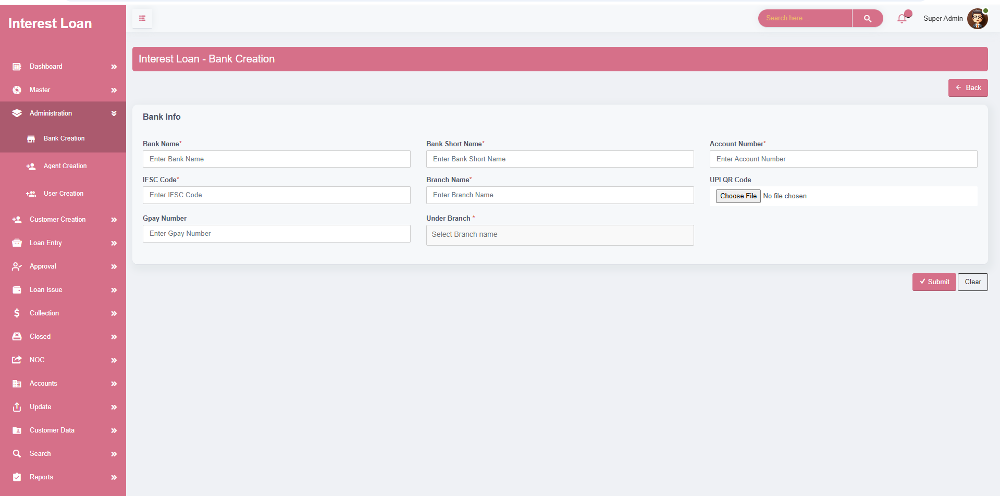 Interest Loan
Search here ...
Super Admin
Dashboard
Master
Administration
Bank Creation
Agent Creation
User Creation
Customer Creation
Loan Entry
Approval
Loan Issue
Collection
Closed
NOC
Accounts
Update
Customer Data
Search
Reports
Interest Loan - Bank Creation
Back
Bank Info
Bank Name*
Enter Bank Name
Bank Short Name*
Enter Bank Short Name
Account Number*
Enter Account Number
IFSC Code*
Enter IFSC Code
Branch Name*
Enter Branch Name
UPI QR Code
Choose File No file chosen
Gpay Number
Enter Gpay Number
Under Branch *
Select Branch name
Submit
Clear